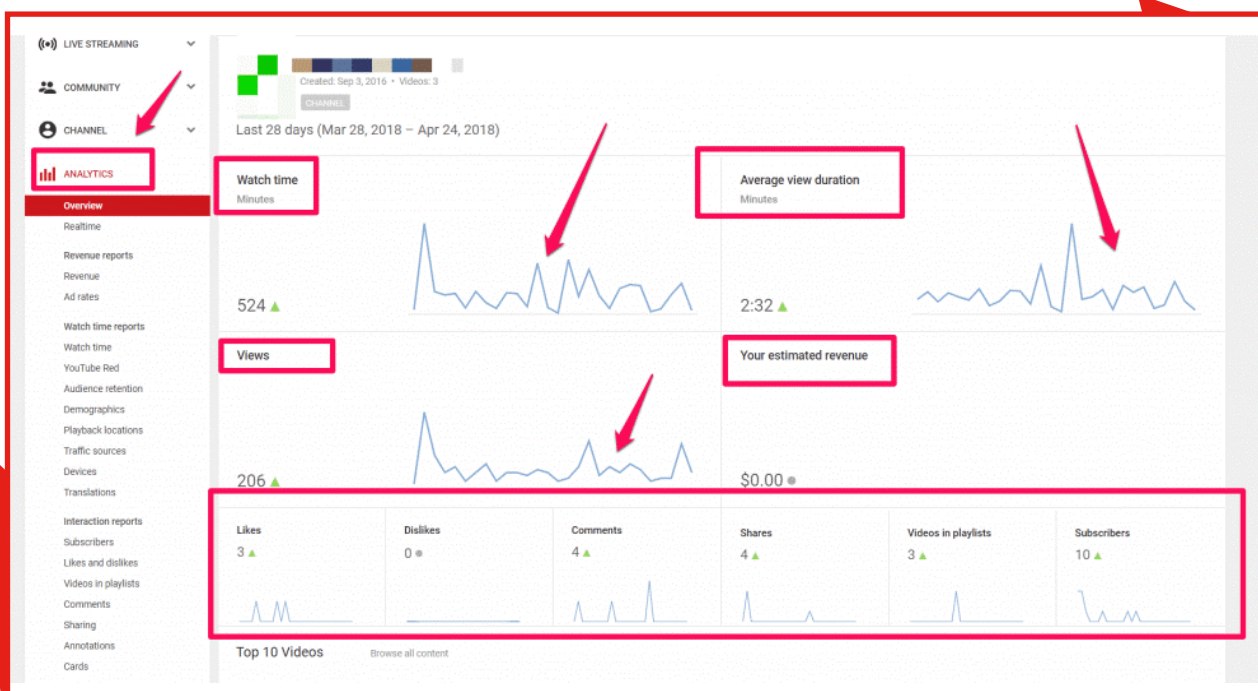 LIVE STREAMING
COMMUNITY
CHANNEL
ANALYTICS
Overview
Realtime
Revenue reports
Revenue
Ad rates
Watch time reports
Watch time
YouTube Red
Audience retention
Demographics
Playback locations
Traffic sources
Devices
Translations
Interaction reports
Subscribers
Likes and dislikes
Videos in playlists
Comments
Sharing
Annotations
Cards
Created: Sep 3, 2016 • Videos: 3
CHANNEL
Last 28 days (Mar 28, 2018 – Apr 24, 2018)
Watch time
Minutes
524
Average view duration
Minutes
2:32
Views
206
Your estimated revenue
$0.00
Likes
3
Dislikes
0
Comments
4
Shares
4
Videos in playlists
3
Subscribers
10
Top 10 Videos Browse all content